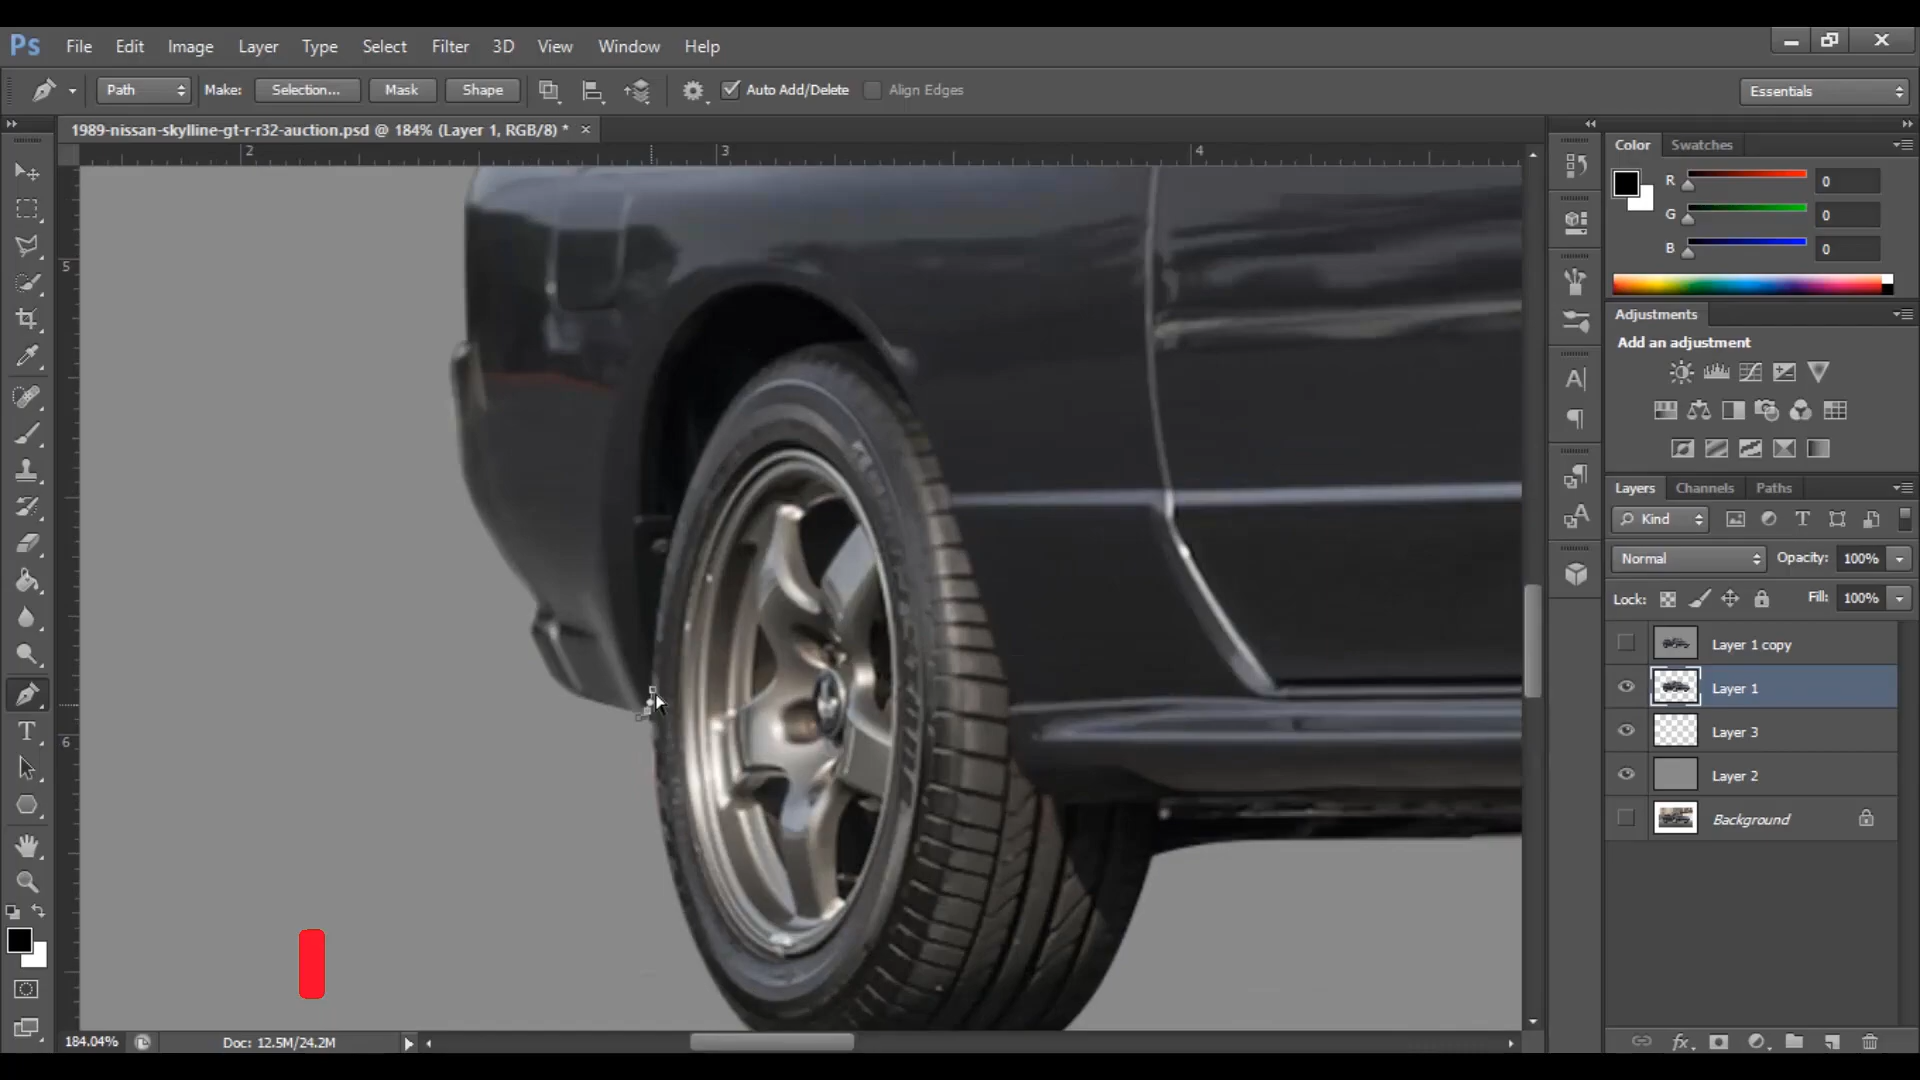 Ps File Edit Image Layer Type Select Filter 3D View Window Help
Path Make: Selection... Mask Shape Auto Add/Delete Align Edges Essentials
1989-nissan-skylline-gt-r-r32-auction.psd @ 184% (Layer 1, RGB/8) * ×
2 3 4
5
6
Color Swatches
R 0
G 0
B 0
Adjustments
Add an adjustment
Layers Channels Paths
Kind
Normal Opacity: 100%
Lock: Fill: 100%
Layer 1 copy
Layer 1
Layer 3
Layer 2
Background
184.04% Doc: 12.5M/24.2M